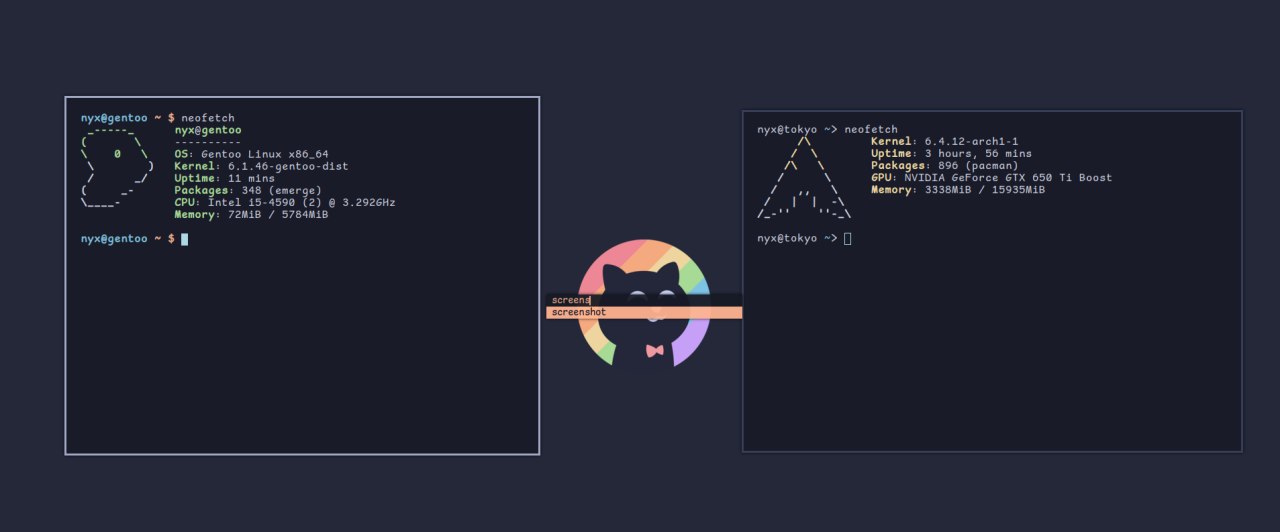 nyx@gentoo ~ $ neofetch
nyx@gentoo
----------
OS: Gentoo Linux x86_64
Kernel: 6.1.46-gentoo-dist
Uptime: 11 mins
Packages: 348 (emerge)
CPU: Intel i5-4590 (2) @ 3.292GHz
Memory: 72MiB / 5784MiB
nyx@gentoo ~ $
screens
screenshot
nyx@tokyo ~> neofetch
Kernel: 6.4.12-arch1-1
Uptime: 3 hours, 56 mins
Packages: 896 (pacman)
GPU: NVIDIA GeForce GTX 650 Ti Boost
Memory: 3338MiB / 15935MiB
nyx@tokyo ~>